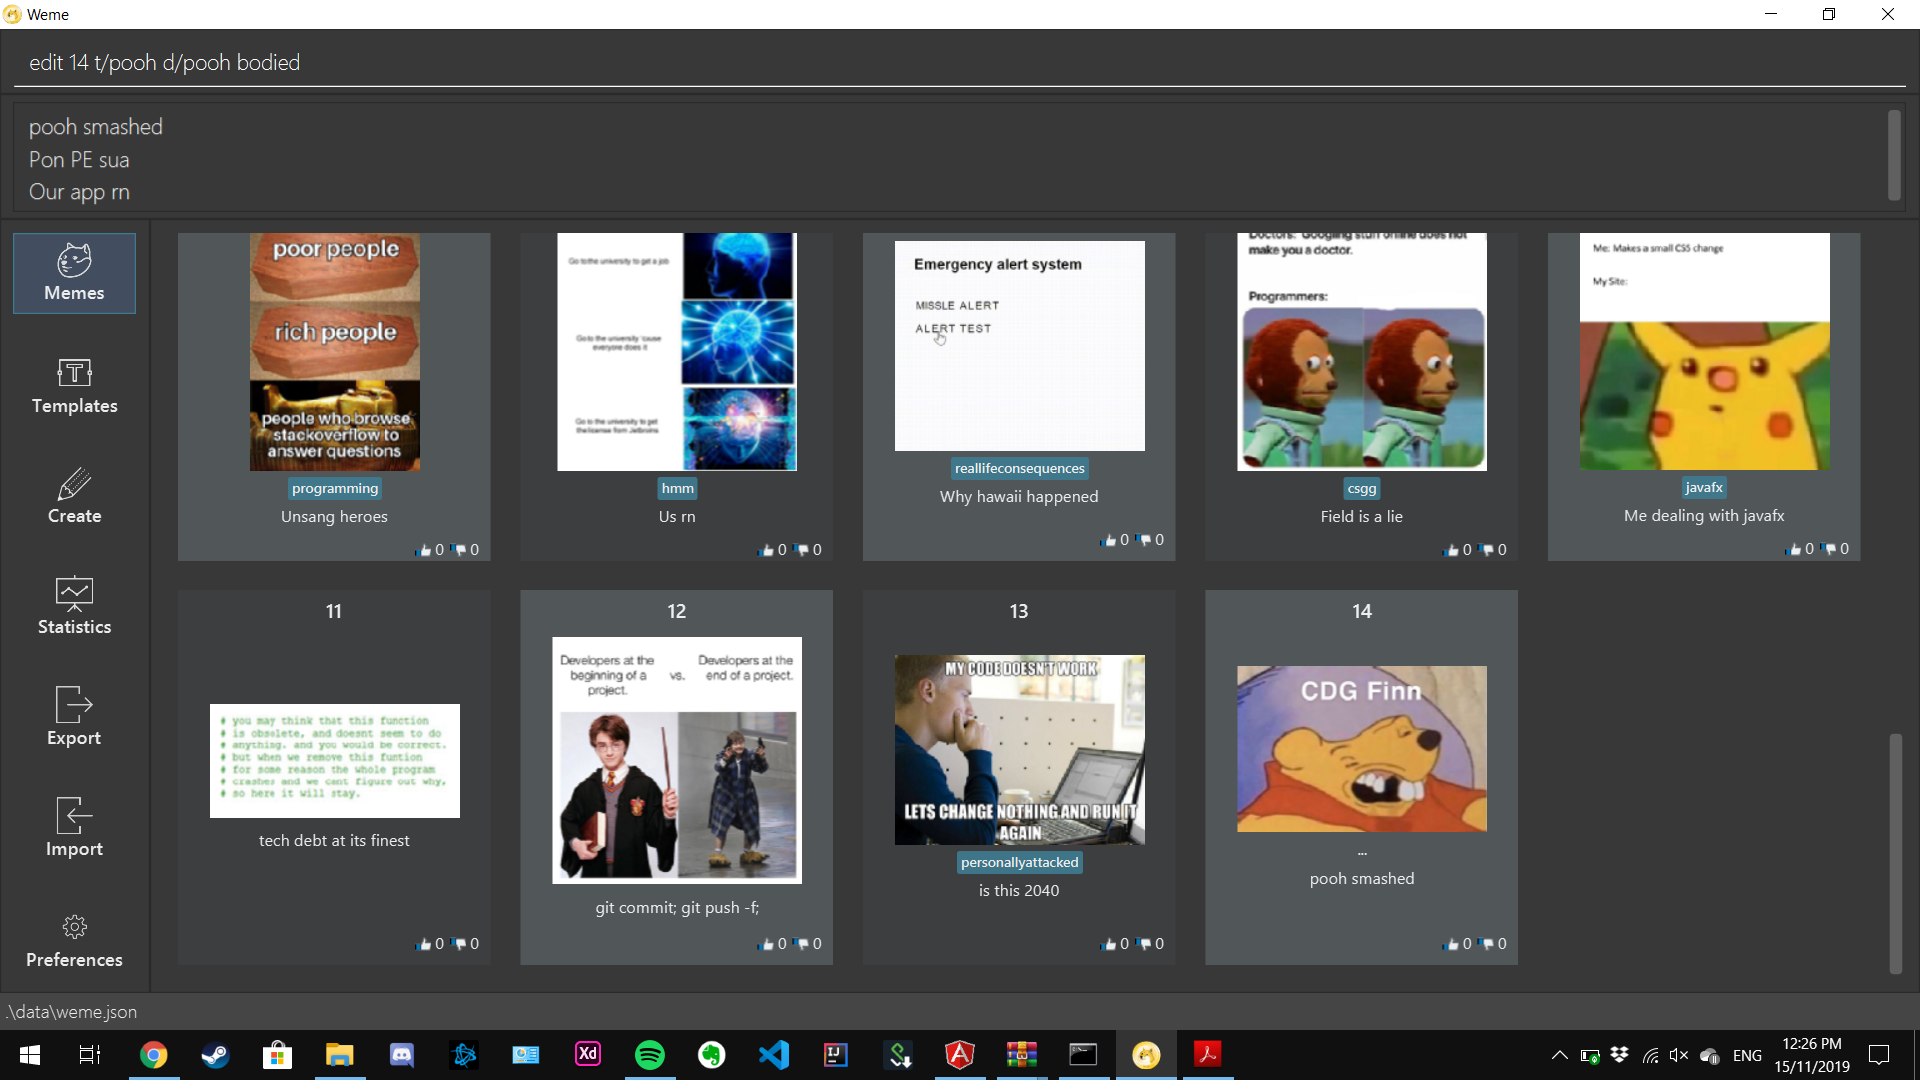 Weme
edit 14 t/pooh d/pooh bodied
pooh smashed
Pon PE sua
Our app rn
Memes
Templates
Create
Statistics
Export
Import
Preferences
poor people
rich people
people who browse
stackoverflow to
answer questions
programming
Unsang heroes
0 0
Go to the university to get a job
Go to the university 'cause
everyone does it
Go to the university to get
the license from Jetbrains
hmm
Us rn
0 0
Emergency alert system
MISSLE ALERT
ALERT TEST
reallifeconsequences
Why hawaii happened
0 0
Doctors: Googling stuff online does not
make you a doctor.
Programmers:
csgg
Field is a lie
0 0
Me: Makes a small CSS change
My Site:
javafx
Me dealing with javafx
0 0
11
# you may think that this function
# is obsolete, and doesnt seem to do
# anything. and you would be correct.
# but when we remove this funtion
# for some reason the whole program
# crashes and we cant figure out why,
# so here it will stay.
tech debt at its finest
0 0
12
Developers at the
beginning of a
project.
vs.
Developers at the
end of a project.
git commit; git push -f;
0 0
13
MY CODE DOESN'T WORK
LETS CHANGE NOTHING AND RUN IT
AGAIN
personallyattacked
is this 2040
0 0
14
CDG Finn
...
pooh smashed
0 0
.\data\weme.json
Xd
IJ
ENG
12:26 PM
15/11/2019